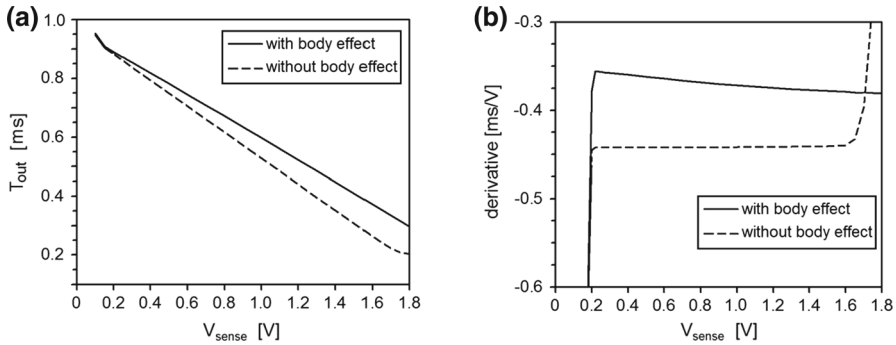 (a)
1.0
0.8
0.6
0.4
0.2
T_out [ms]
with body effect
without body effect
0 0.2 0.4 0.6 0.8 1.0 1.2 1.4 1.6 1.8
V_sense [V]
(b)
-0.3
-0.4
-0.5
-0.6
derivative [ms/V]
with body effect
without body effect
0 0.2 0.4 0.6 0.8 1.0 1.2 1.4 1.6 1.8
V_sense [V]